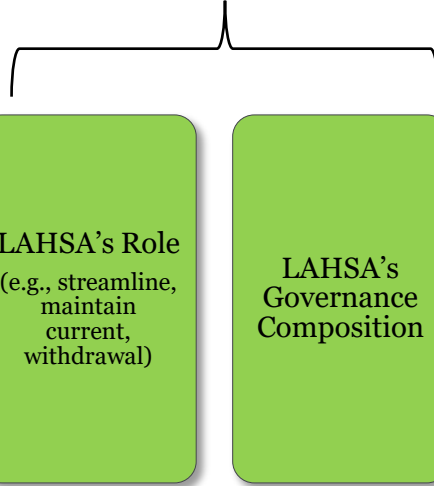 LAHSA’s Role
(e.g., streamline,
maintain
current,
withdrawal)
LAHSA’s
Governance
Composition